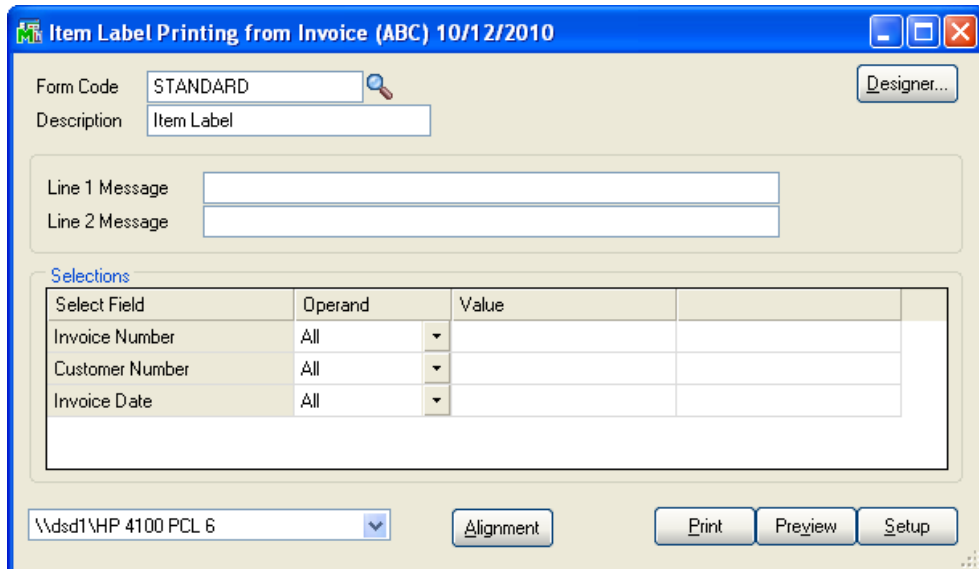 Item Label Printing from Invoice (ABC) 10/12/2010
Form Code STANDARD Designer...
Description Item Label
Line 1 Message
Line 2 Message
Selections
Select Field Operand Value
Invoice Number All
Customer Number All
Invoice Date All
\\dsd1\HP 4100 PCL 6 Alignment Print Preview Setup